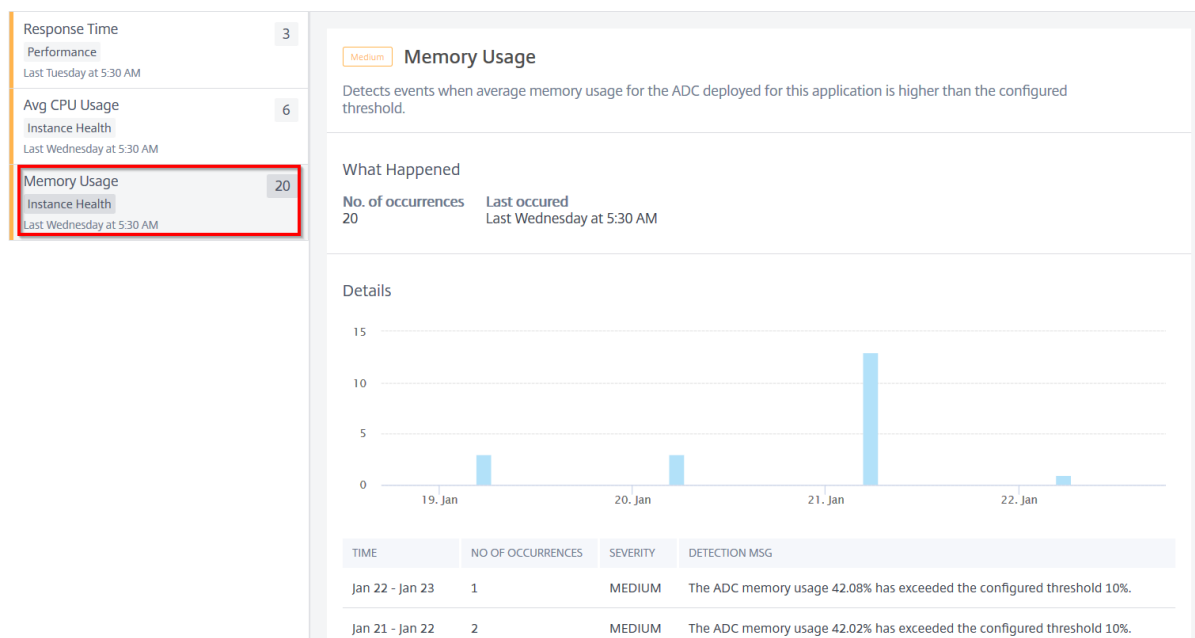 Response Time
3
Performance
Last Tuesday at 5:30 AM
Avg CPU Usage
6
Instance Health
Last Wednesday at 5:30 AM
Memory Usage
20
Instance Health
Last Wednesday at 5:30 AM
Medium Memory Usage
Detects events when average memory usage for the ADC deployed for this application is higher than the configured
threshold.
What Happened
No. of occurrences Last occured
20 Last Wednesday at 5:30 AM
Details
15
10
5
0
19. Jan 20. Jan 21. Jan 22. Jan
TIME NO OF OCCURRENCES SEVERITY DETECTION MSG
Jan 22 - Jan 23 1 MEDIUM The ADC memory usage 42.08% has exceeded the configured threshold 10%.
Jan 21 - Jan 22 2 MEDIUM The ADC memory usage 42.02% has exceeded the configured threshold 10%.